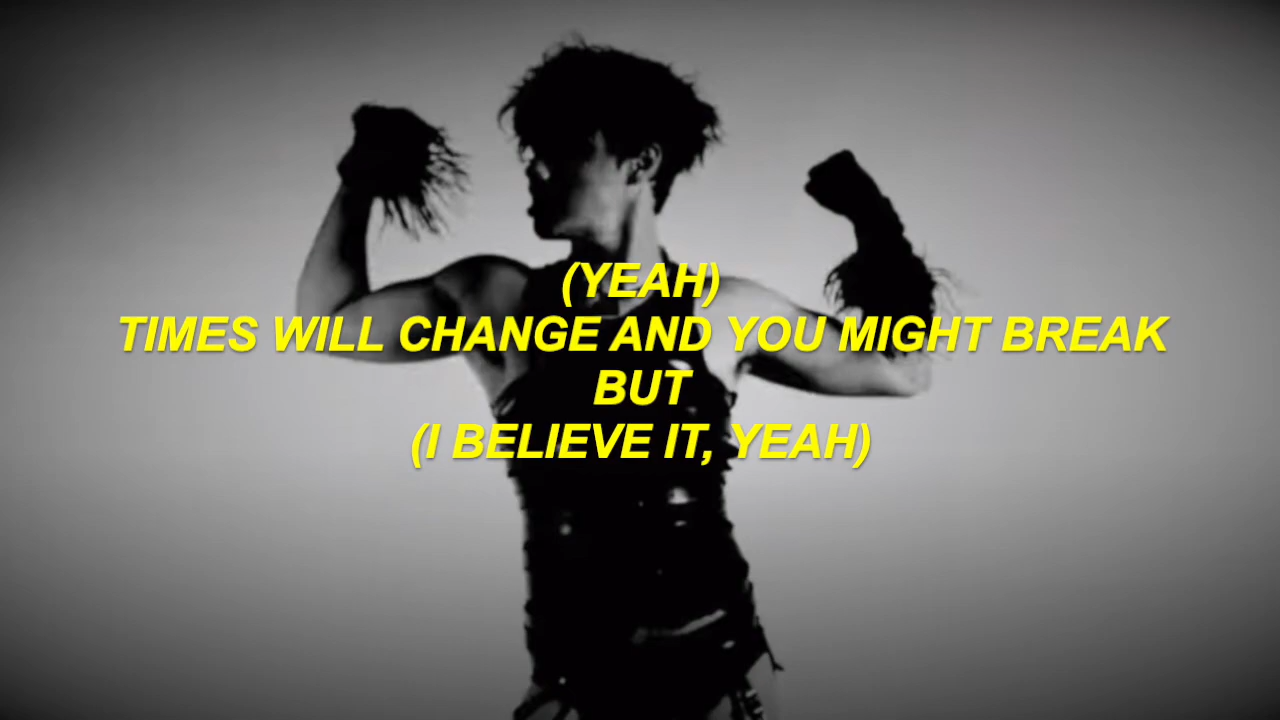 (YEAH)
TIMES WILL CHANGE AND YOU MIGHT BREAK
BUT
(I BELIEVE IT, YEAH)